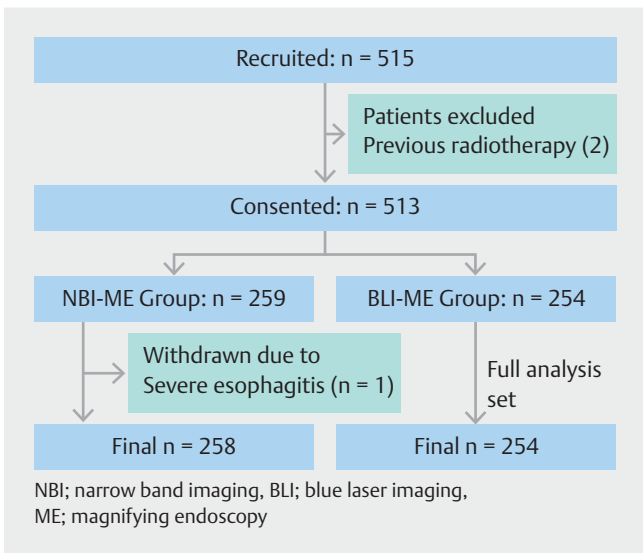 Recruited: n = 515
Patients excluded
Previous radiotherapy (2)
Consented: n = 513
NBI-ME Group: n = 259
BLI-ME Group: n = 254
Withdrawn due to
Severe esophagitis (n = 1)
Full analysis
set
Final n = 258
Final n = 254
NBI; narrow band imaging, BLI; blue laser imaging,
ME; magnifying endoscopy